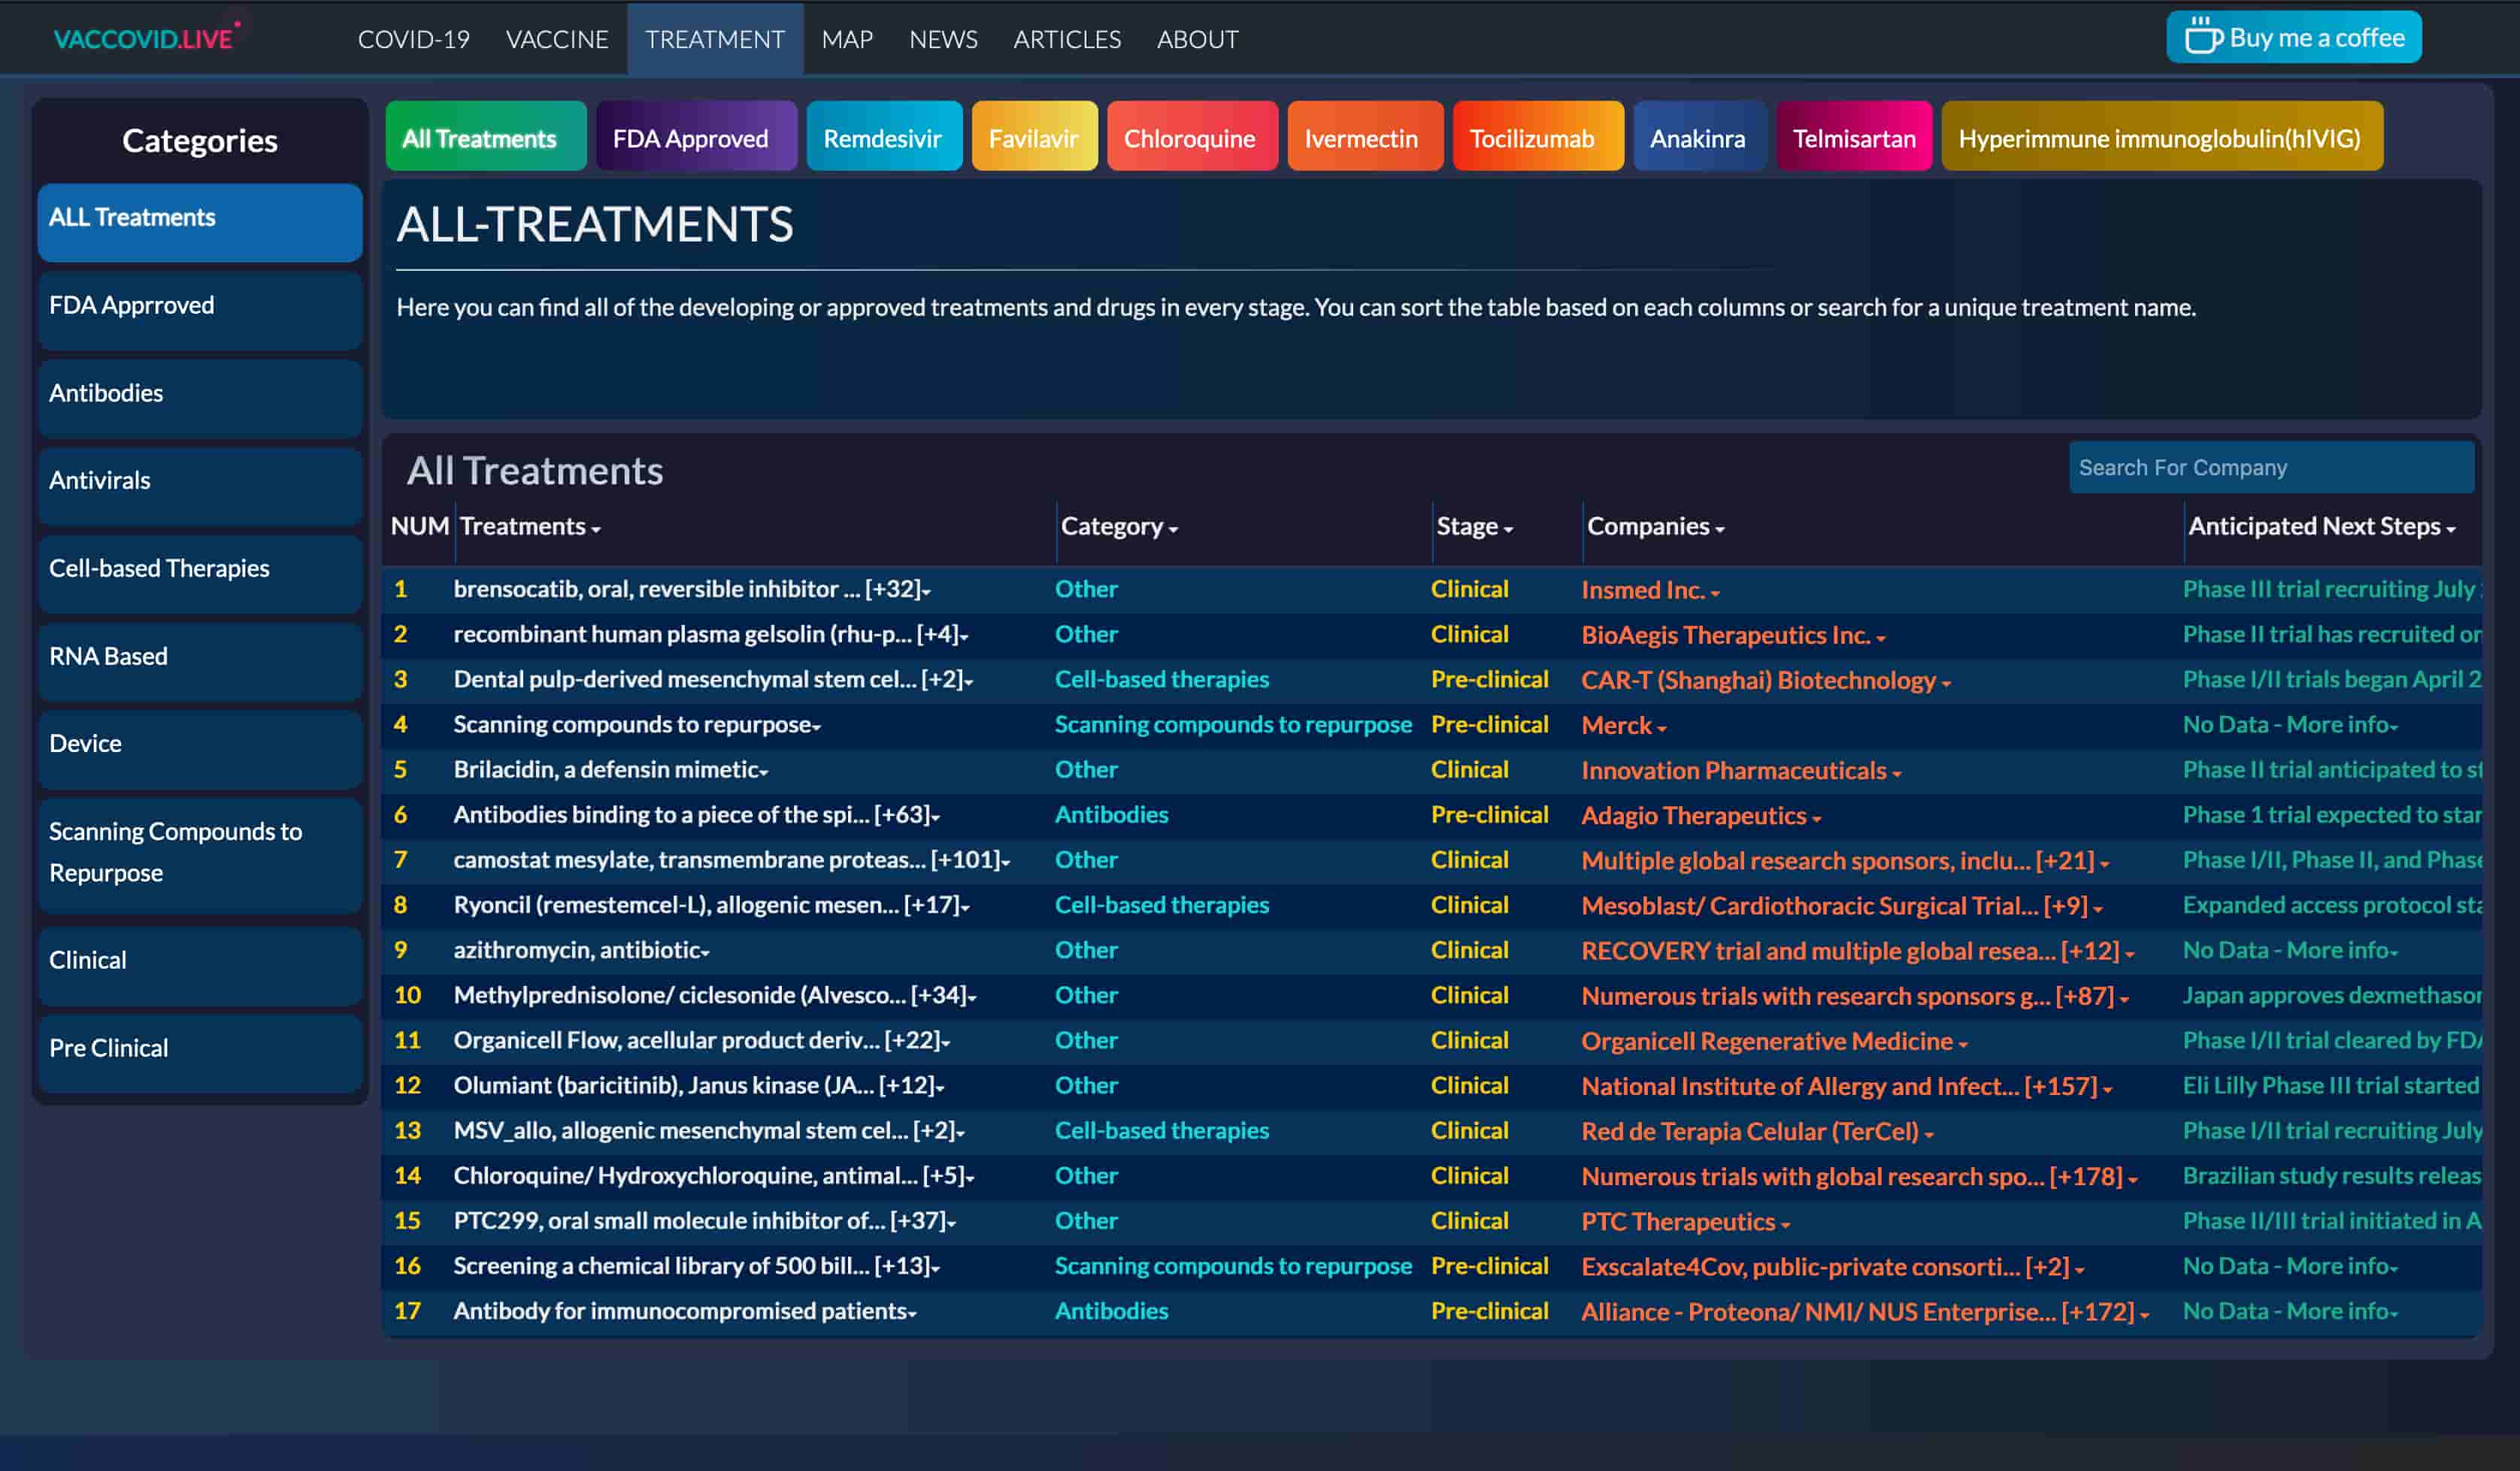 VACCOVID.LIVE COVID-19 VACCINE TREATMENT MAP NEWS ARTICLES ABOUT Buy me a coffee
Categories
ALL Treatments
FDA Apprroved
Antibodies
Antivirals
Cell-based Therapies
RNA Based
Device
Scanning Compounds to
Repurpose
Clinical
Pre Clinical
All Treatments FDA Approved Remdesivir Favilavir Chloroquine Ivermectin Tocilizumab Anakinra Telmisartan Hyperimmune immunoglobulin(hIVIG)
ALL-TREATMENTS
Here you can find all of the developing or approved treatments and drugs in every stage. You can sort the table based on each columns or search for a unique treatment name.
All Treatments Search For Company
NUM Treatments Category Stage Companies Anticipated Next Steps
1 brensocatib, oral, reversible inhibitor ... [+32] Other Clinical Insmed Inc. Phase III trial recruiting July
2 recombinant human plasma gelsolin (rhu-p... [+4] Other Clinical BioAegis Therapeutics Inc. Phase II trial has recruited on
3 Dental pulp-derived mesenchymal stem cel... [+2] Cell-based therapies Pre-clinical CAR-T (Shanghai) Biotechnology Phase I/II trials began April 2
4 Scanning compounds to repurpose Scanning compounds to repurpose Pre-clinical Merck No Data - More info
5 Brilacidin, a defensin mimetic Other Clinical Innovation Pharmaceuticals Phase II trial anticipated to st
6 Antibodies binding to a piece of the spi... [+63] Antibodies Pre-clinical Adagio Therapeutics Phase 1 trial expected to star
7 camostat mesylate, transmembrane proteas... [+101] Other Clinical Multiple global research sponsors, inclu... [+21] Phase I/II, Phase II, and Phase
8 Ryoncil (remestemcel-L), allogenic mesen... [+17] Cell-based therapies Clinical Mesoblast/ Cardiothoracic Surgical Trial... [+9] Expanded access protocol sta
9 azithromycin, antibiotic Other Clinical RECOVERY trial and multiple global resea... [+12] No Data - More info
10 Methylprednisolone/ ciclesonide (Alvesco... [+34] Other Clinical Numerous trials with research sponsors g... [+87] Japan approves dexmethason
11 Organicell Flow, acellular product deriv... [+22] Other Clinical Organicell Regenerative Medicine Phase I/II trial cleared by FDA
12 Olumiant (baricitinib), Janus kinase (JA... [+12] Other Clinical National Institute of Allergy and Infect... [+157] Eli Lilly Phase III trial started
13 MSV_allo, allogenic mesenchymal stem cel... [+2] Cell-based therapies Clinical Red de Terapia Celular (TerCel) Phase I/II trial recruiting July
14 Chloroquine/ Hydroxychloroquine, antimal... [+5] Other Clinical Numerous trials with global research spo... [+178] Brazilian study results releas
15 PTC299, oral small molecule inhibitor of... [+37] Other Clinical PTC Therapeutics Phase II/III trial initiated in A
16 Screening a chemical library of 500 bill... [+13] Scanning compounds to repurpose Pre-clinical Exscalate4Cov, public-private consorti... [+2] No Data - More info
17 Antibody for immunocompromised patients Antibodies Pre-clinical Alliance - Proteona/ NMI/ NUS Enterprise... [+172] No Data - More info